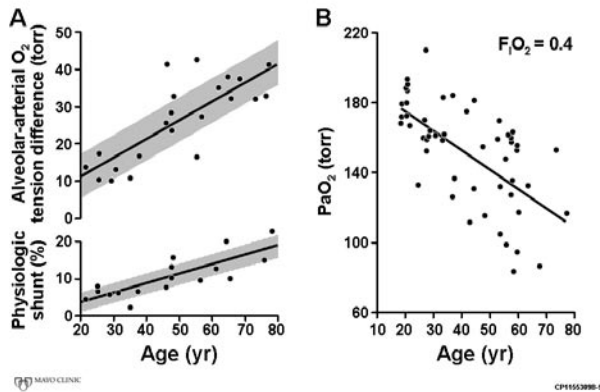 A
Alveolar-arterial O₂
tension difference (torr)
50
40
30
20
10
0
Physiologic
shunt (%)
20
10
0
20 30 40 50 60 70 80
Age (yr)
B
FIO₂ = 0.4
PaO₂ (torr)
220
180
140
100
60
10 20 30 40 50 60 70 80
Age (yr)
MAYO CLINIC